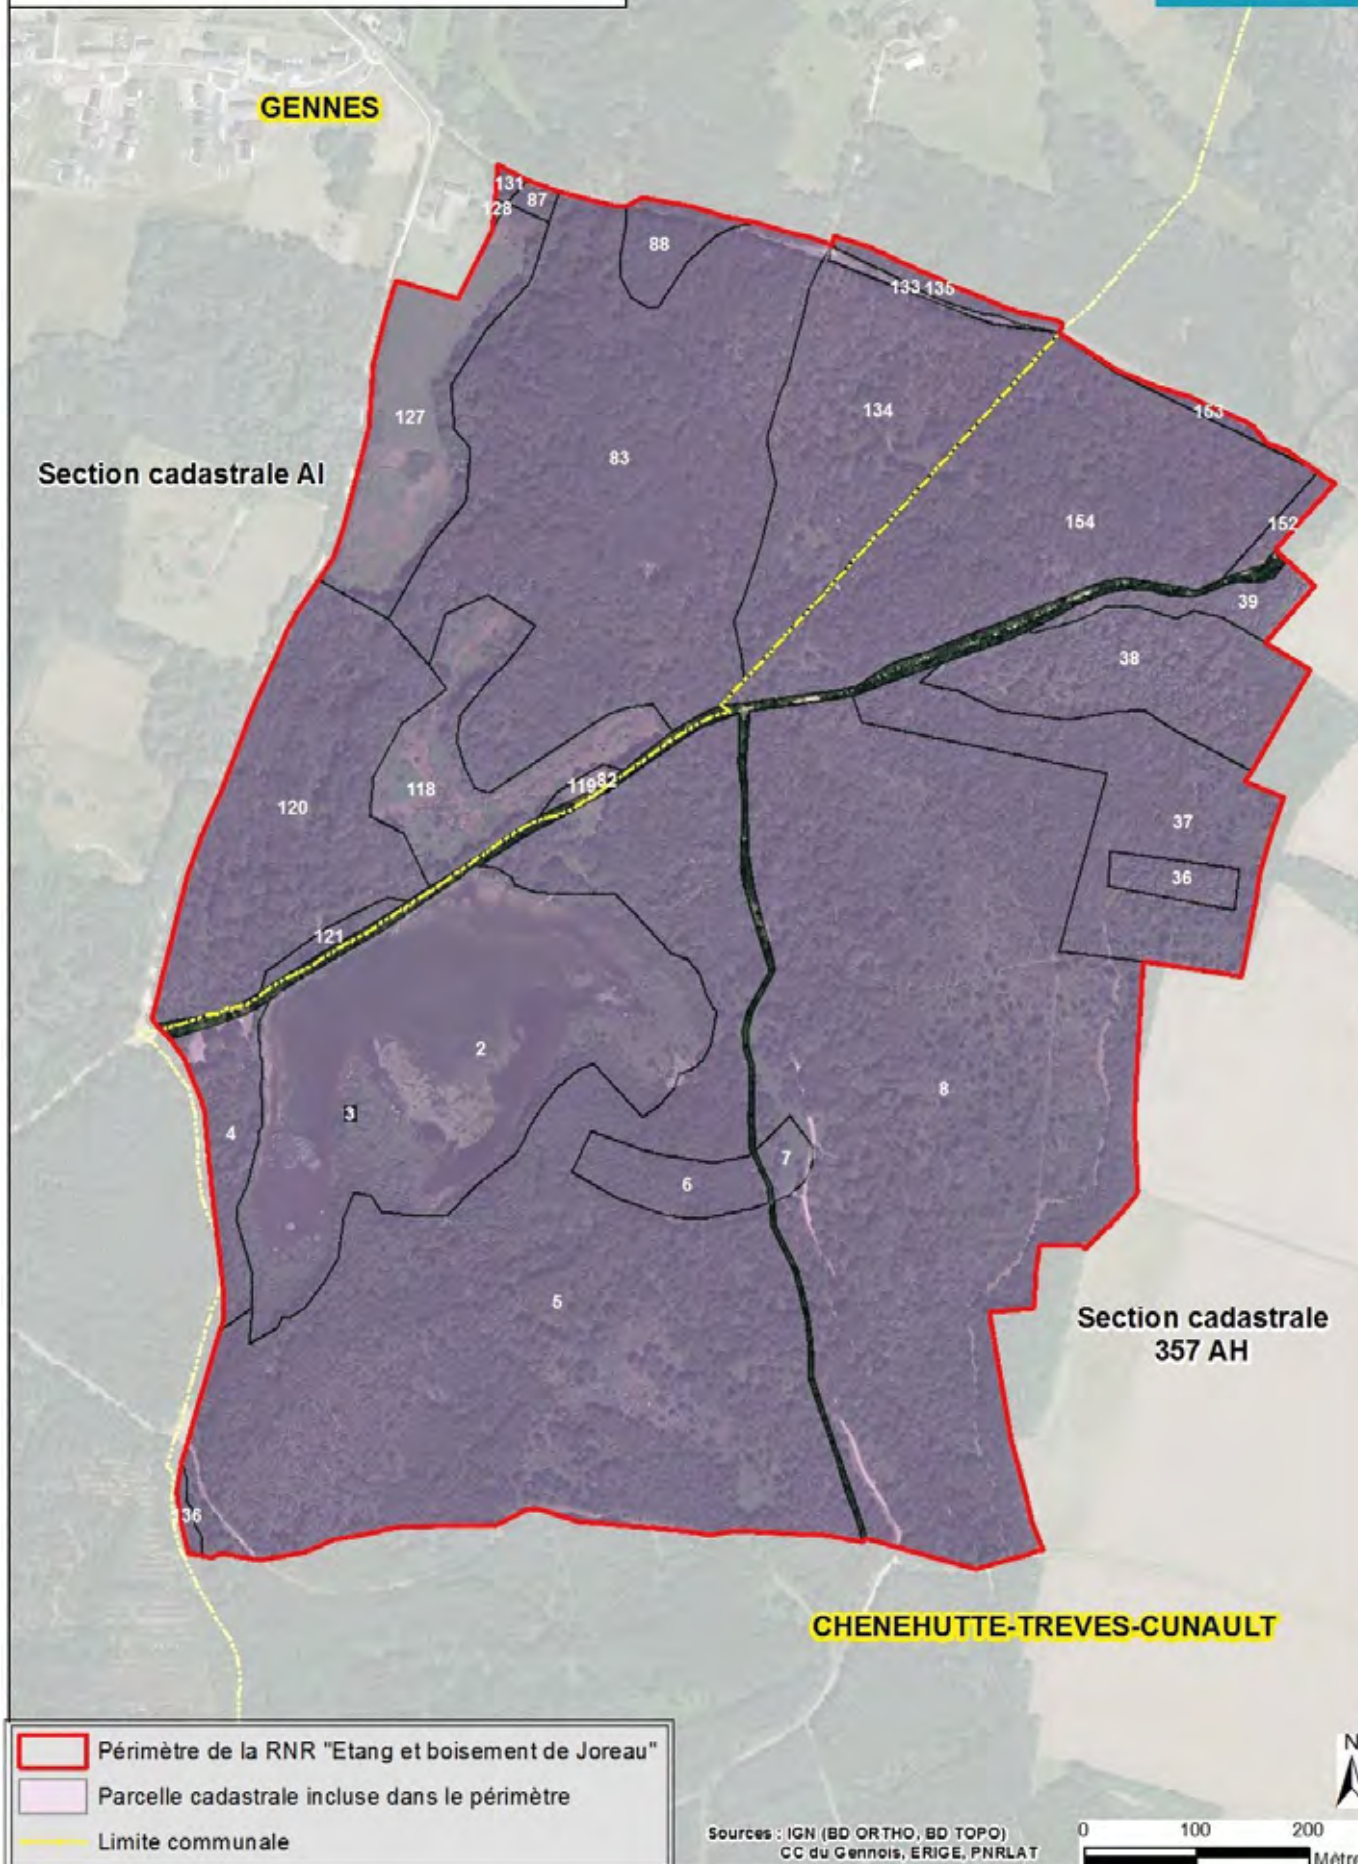 GENNES
131
87
128
88
133 135
153
127
134
83
Section cadastrale AI
154
152
39
38
119 82
118
120
37
36
121
2
8
3
4
7
6
5
Section cadastrale
357 AH
136
CHENEHUTTE-TREVES-CUNAULT
Périmètre de la RNR "Etang et boisement de Joreau"
Parcelle cadastrale incluse dans le périmètre
Limite communale
N
Sources : IGN (BD ORTHO, BD TOPO)
CC du Gennois, ERIGE, PNRLAT
0 100 200